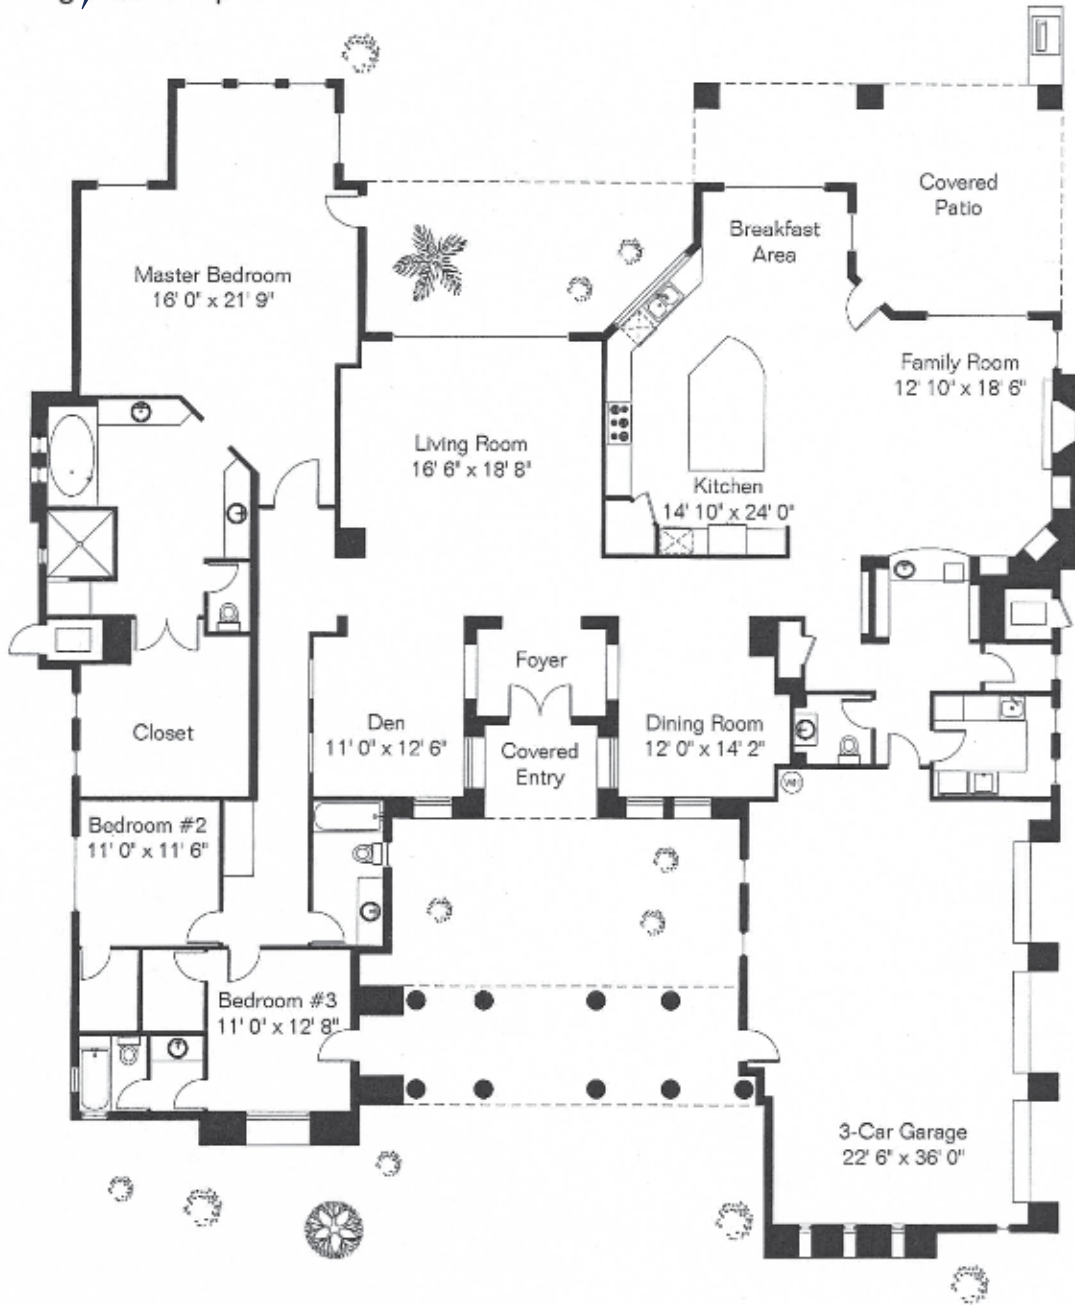 Covered
Patio
Breakfast
Area
Master Bedroom
16' 0" x 21' 9"
Family Room
12' 10" x 18' 6"
Living Room
16' 6" x 18' 8"
Kitchen
14' 10" x 24' 0"
Foyer
Closet
Den
11' 0" x 12' 6"
Covered
Entry
Dining Room
12' 0" x 14' 2"
Bedroom #2
11' 0" x 11' 6"
Bedroom #3
11' 0" x 12' 8"
3-Car Garage
22' 6" x 36' 0"